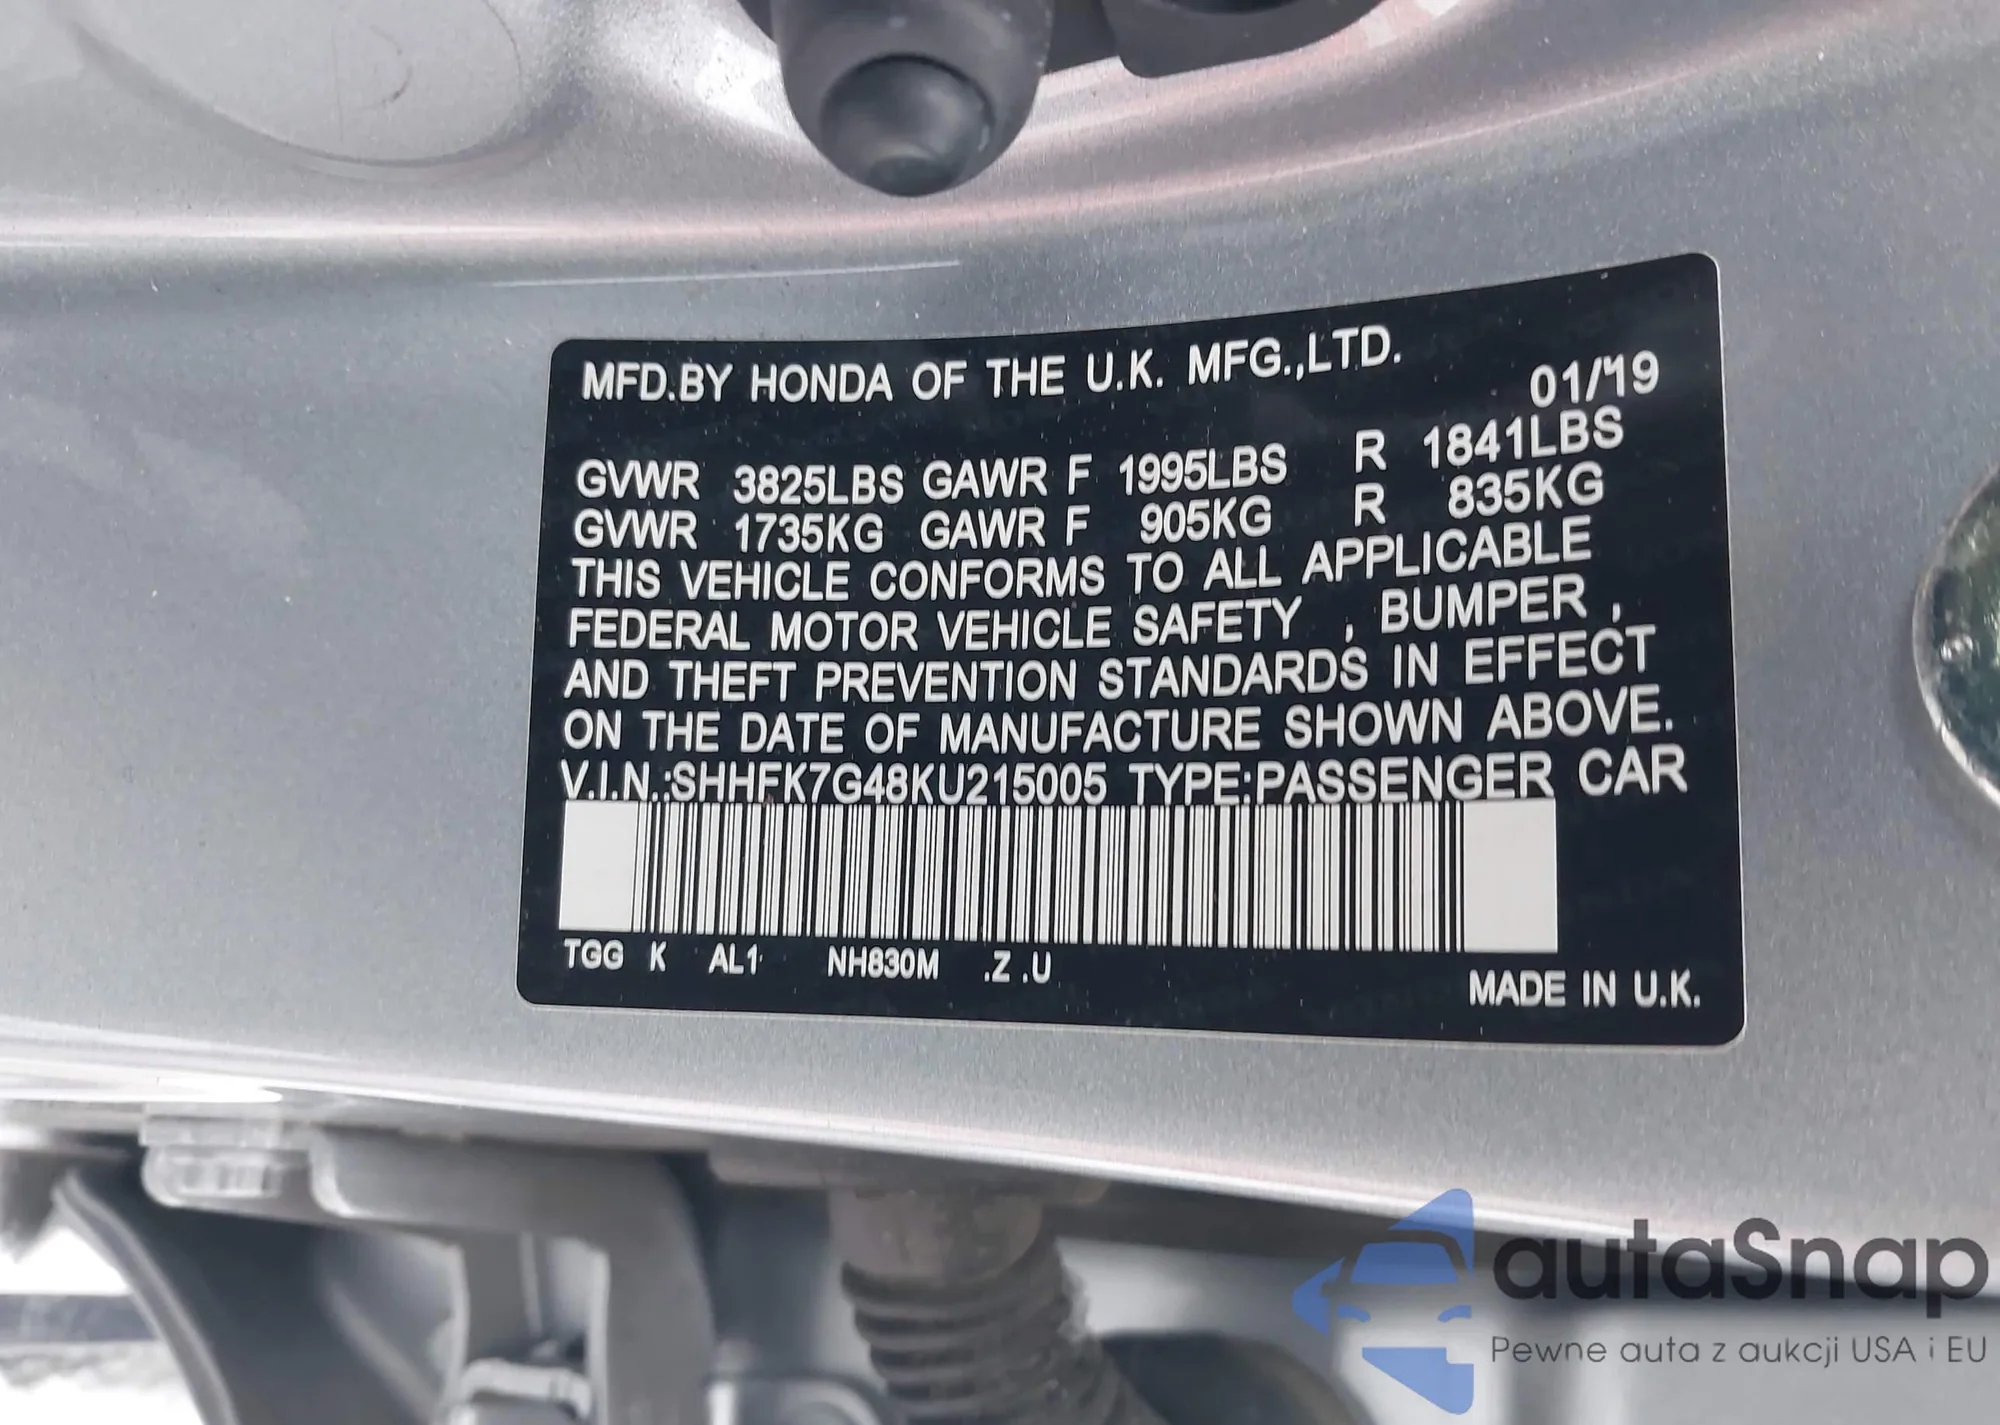 MFD.BY HONDA OF THE U.K. MFG.,LTD.
01/'19
GVWR 3825LBS GAWR F 1995LBS R 1841LBS
GVWR 1735KG GAWR F 905KG R 835KG
THIS VEHICLE CONFORMS TO ALL APPLICABLE
FEDERAL MOTOR VEHICLE SAFETY , BUMPER ,
AND THEFT PREVENTION STANDARDS IN EFFECT
ON THE DATE OF MANUFACTURE SHOWN ABOVE.
V.I.N.:SHHFK7G48KU215005 TYPE:PASSENGER CAR
TGG K AL1 NH830M .Z .U
MADE IN U.K.
autaSnap
Pewne auta z aukcji USA i EU